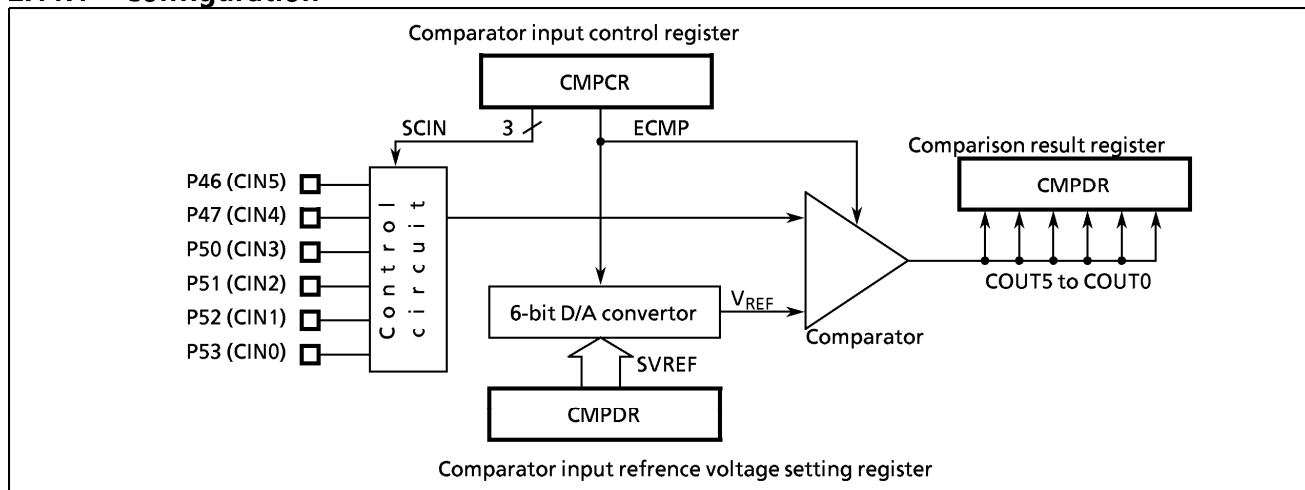 Comparator input control register
CMPCR
SCIN
3
ECMP
Comparison result register
CMPDR
P46 (CIN5)
P47 (CIN4)
P50 (CIN3)
P51 (CIN2)
P52 (CIN1)
P53 (CIN0)
Control
circuit
COUT5 to COUT0
6-bit D/A convertor
VREF
Comparator
SVREF
CMPDR
Comparator input refrence voltage setting register